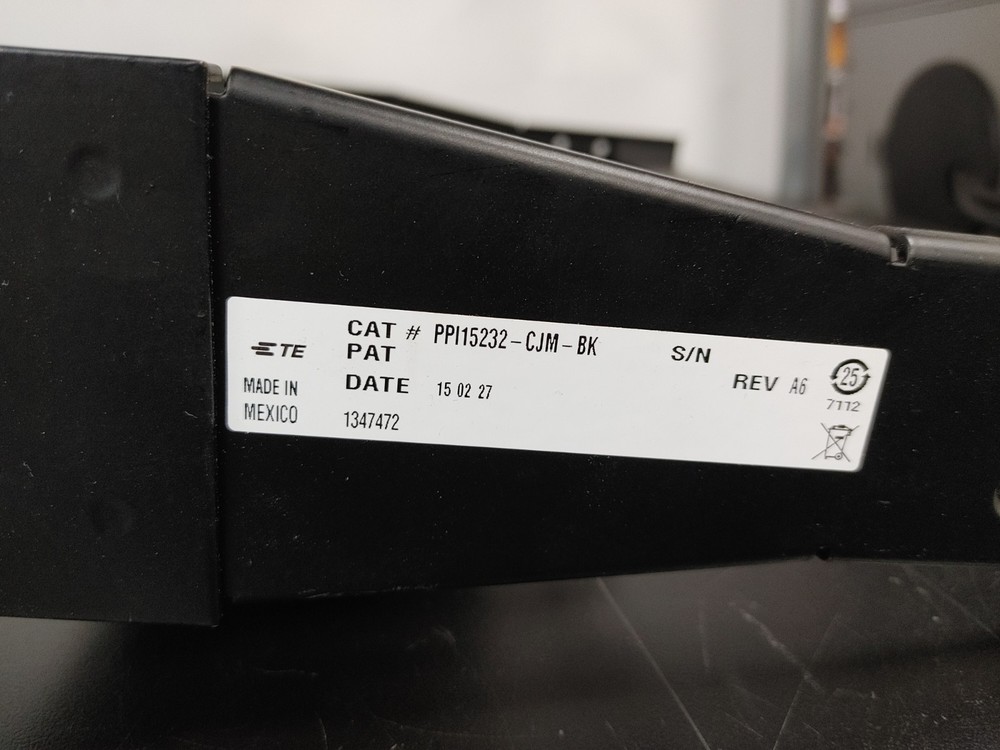 TE
MADE IN
MEXICO
CAT # PPI15232-CJM-BK
PAT
DATE 15 02 27
1347472
S/N
REV A6
25
7112